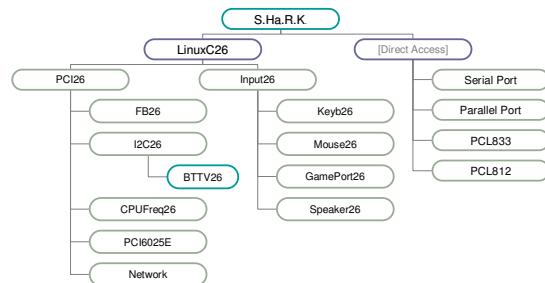 S.Ha.R.K
LinuxC26
[Direct Access]
PCI26
Input26
Serial Port
FB26
Keyb26
Parallel Port
I2C26
Mouse26
PCL833
BTTV26
GamePort26
PCL812
CPUFreq26
Speaker26
PCI6025E
Network